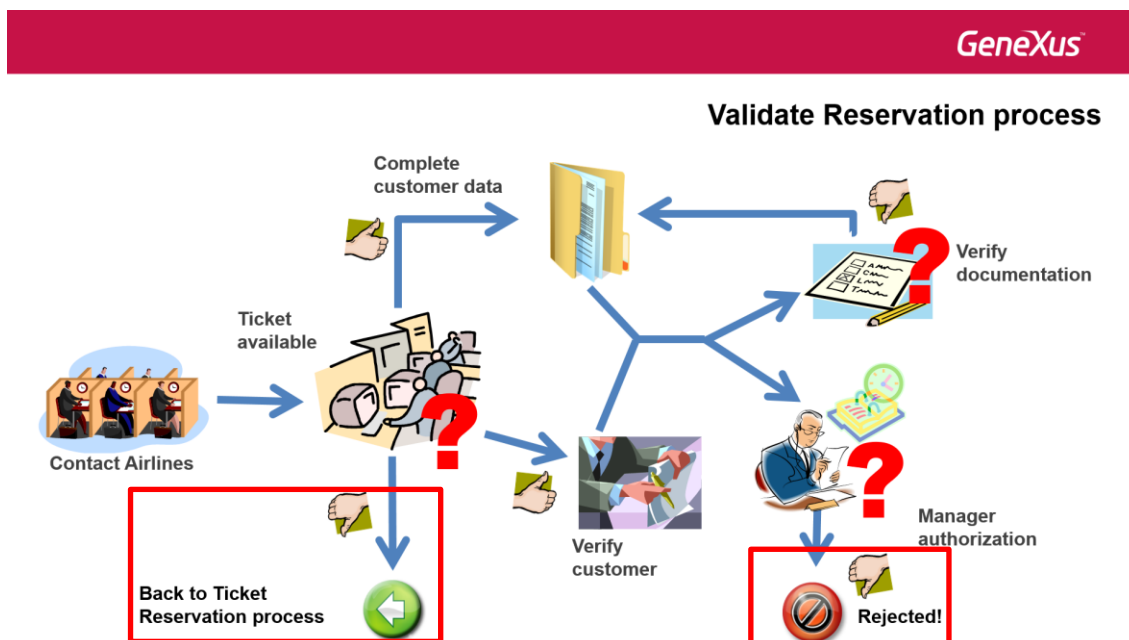 GeneXus™
Validate Reservation process
Complete
customer data
Verify
documentation
Ticket
available
Contact Airlines
Verify
customer
Manager
authorization
Back to Ticket
Reservation process
Rejected!